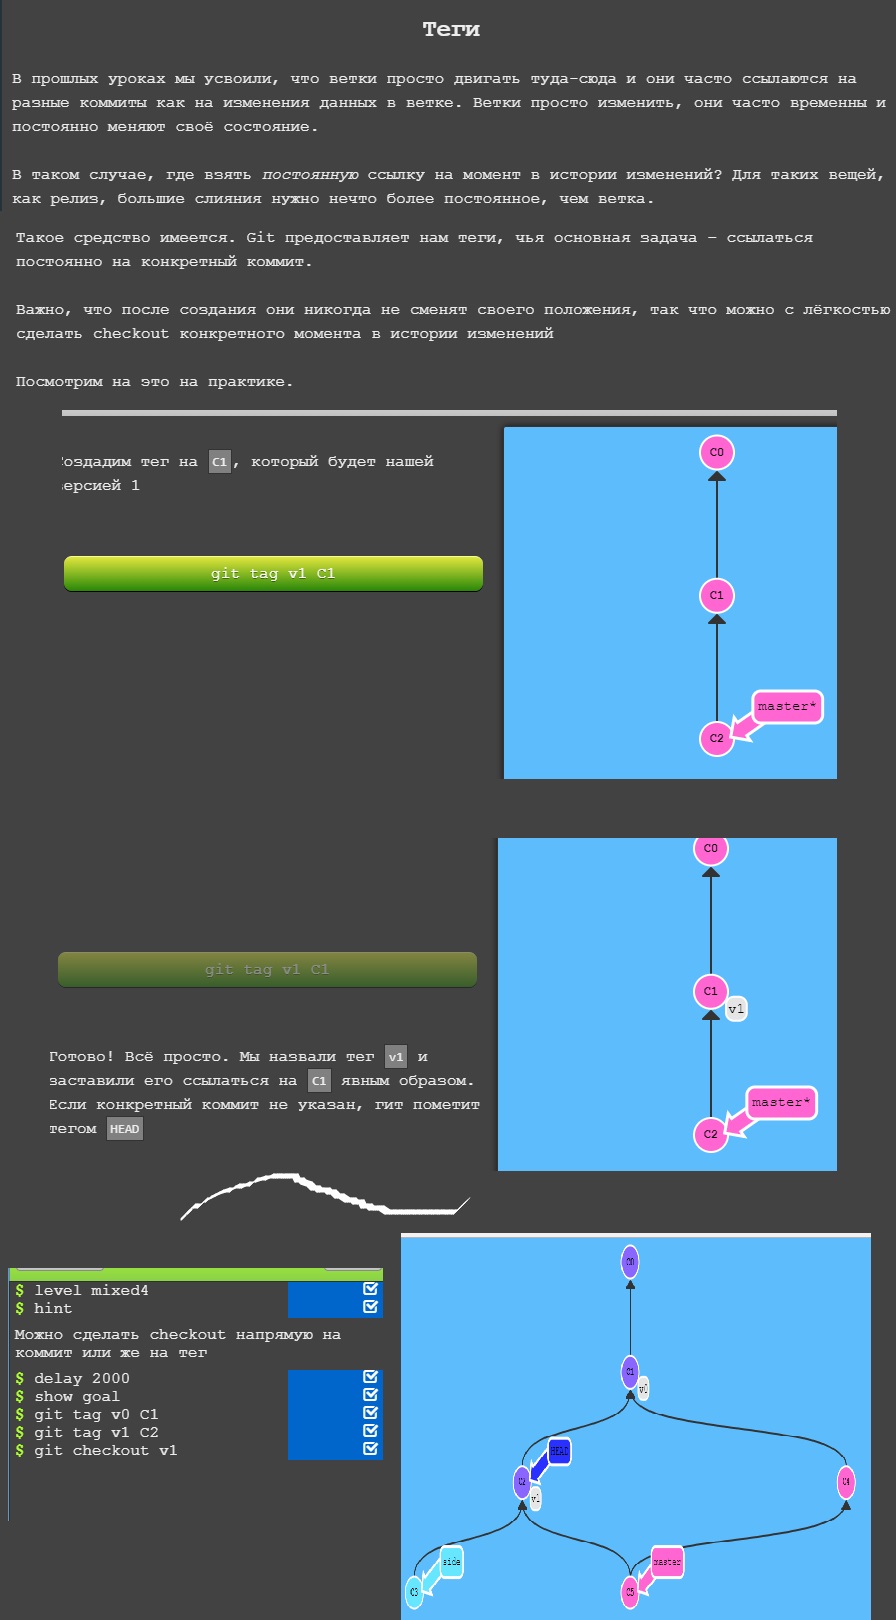 Теги
В прошлых уроках мы усвоили, что ветки просто двигать туда-сюда и они часто ссылаются на
разные коммиты как на изменения данных в ветке. Ветки просто изменить, они часто временны и
постоянно меняют своё состояние.
В таком случае, где взять постоянную ссылку на момент в истории изменений? Для таких вещей,
как релиз, большие слияния нужно нечто более постоянное, чем ветка.
Такое средство имеется. Git предоставляет нам теги, чья основная задача – ссылаться
постоянно на конкретный коммит.
Важно, что после создания они никогда не сменят своего положения, так что можно с лёгкостью
сделать checkout конкретного момента в истории изменений
Посмотрим на это на практике.
Создадим тег на C1, который будет нашей
версией 1
git tag v1 C1
C0
C1
master*
C2
C0
C1
v1
master*
C2
git tag v1 C1
Готово! Всё просто. Мы назвали тег v1 и
заставили его ссылаться на C1 явным образом.
Если конкретный коммит не указан, гит пометит
тегом HEAD
$ level mixed4
$ hint
Можно сделать checkout напрямую на
коммит или же на тег
$ delay 2000
$ show goal
$ git tag v0 C1
$ git tag v1 C2
$ git checkout v1
C0
C1
v0
HEAD
C2
v1
C4
side
C3
master
C5